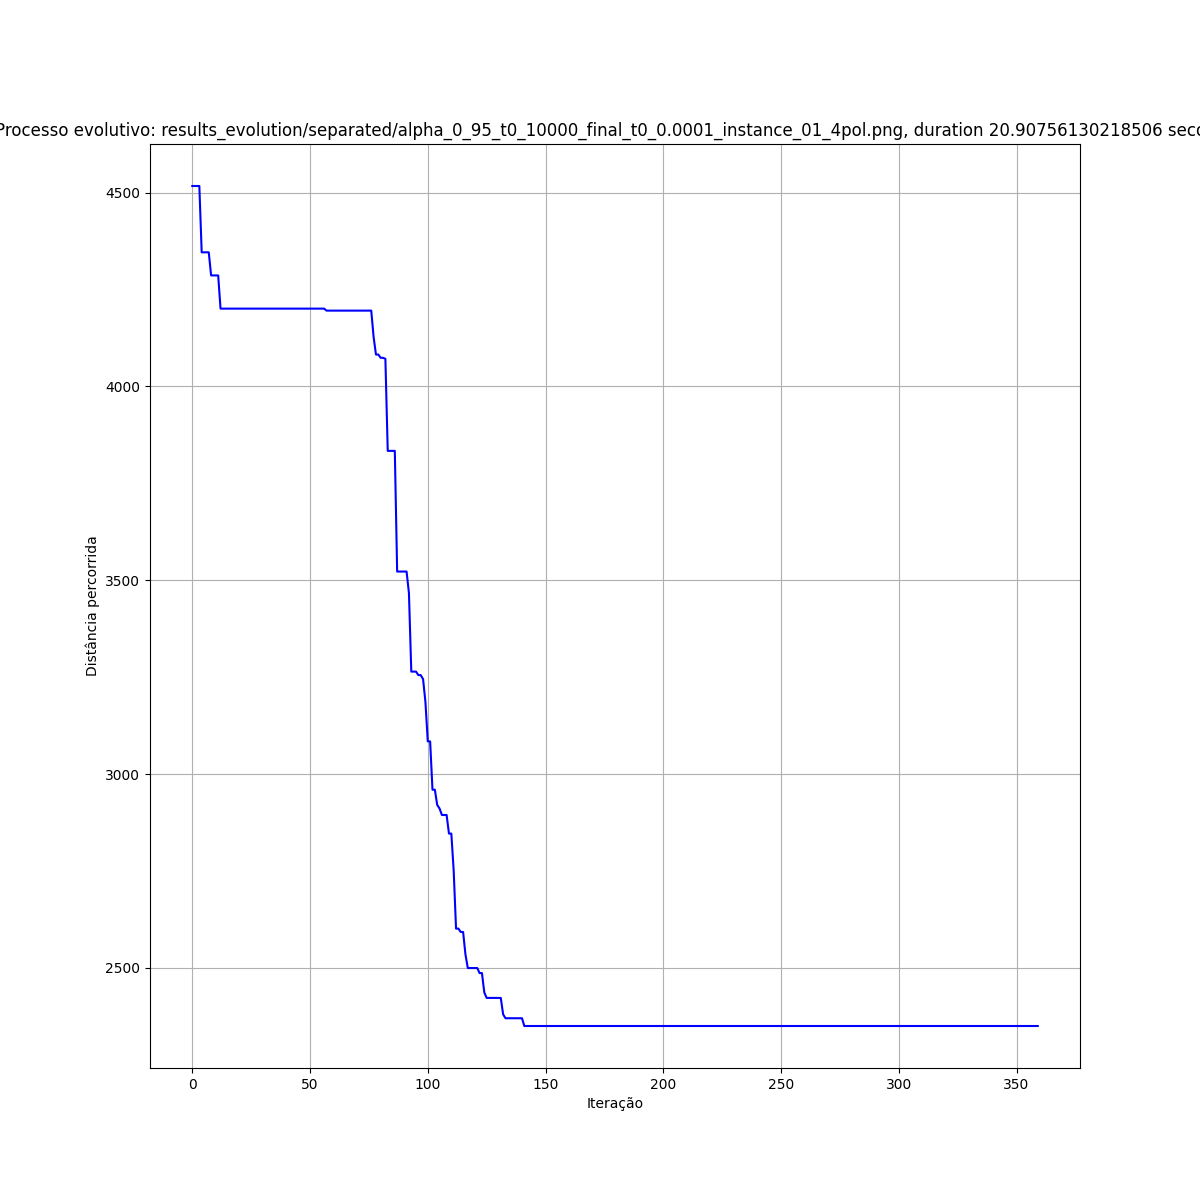 Processo evolutivo: results_evolution/separated/alpha_0_95_t0_10000_final_t0_0.0001_instance_01_4pol.png, duration 20.90756130218506 seco
4500
4000
3500
3000
2500
Distância percorrida
0 50 100 150 200 250 300 350
Iteração